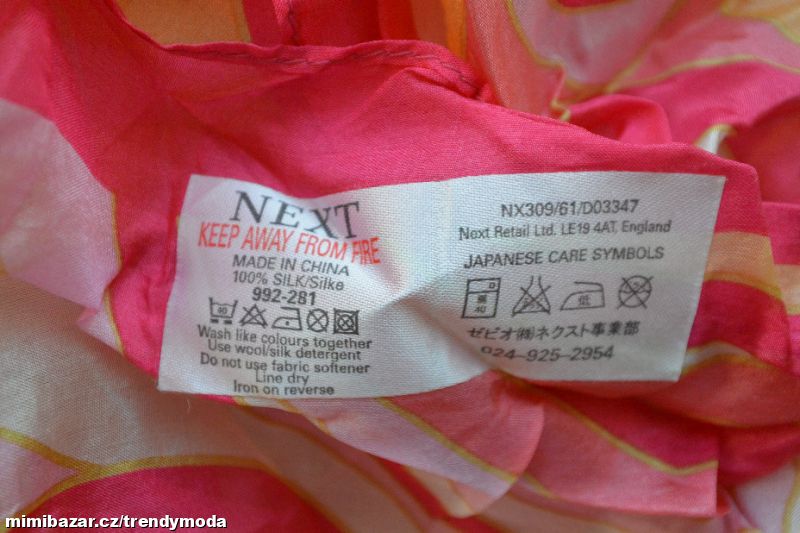 NEXT
KEEP AWAY FROM FIRE
MADE IN CHINA
100% SILK/Silke
992-281
40
Wash like colours together
Use wool/silk detergent
Do not use fabric softener
Line dry
Iron on reverse
NX309/61/D03347
Next Retail Ltd. LE19 4AT, England
JAPANESE CARE SYMBOLS
D
40
低
ゼビオ㈱ネクスト事業部
024-925-2954
mimibazar.cz/trendymoda